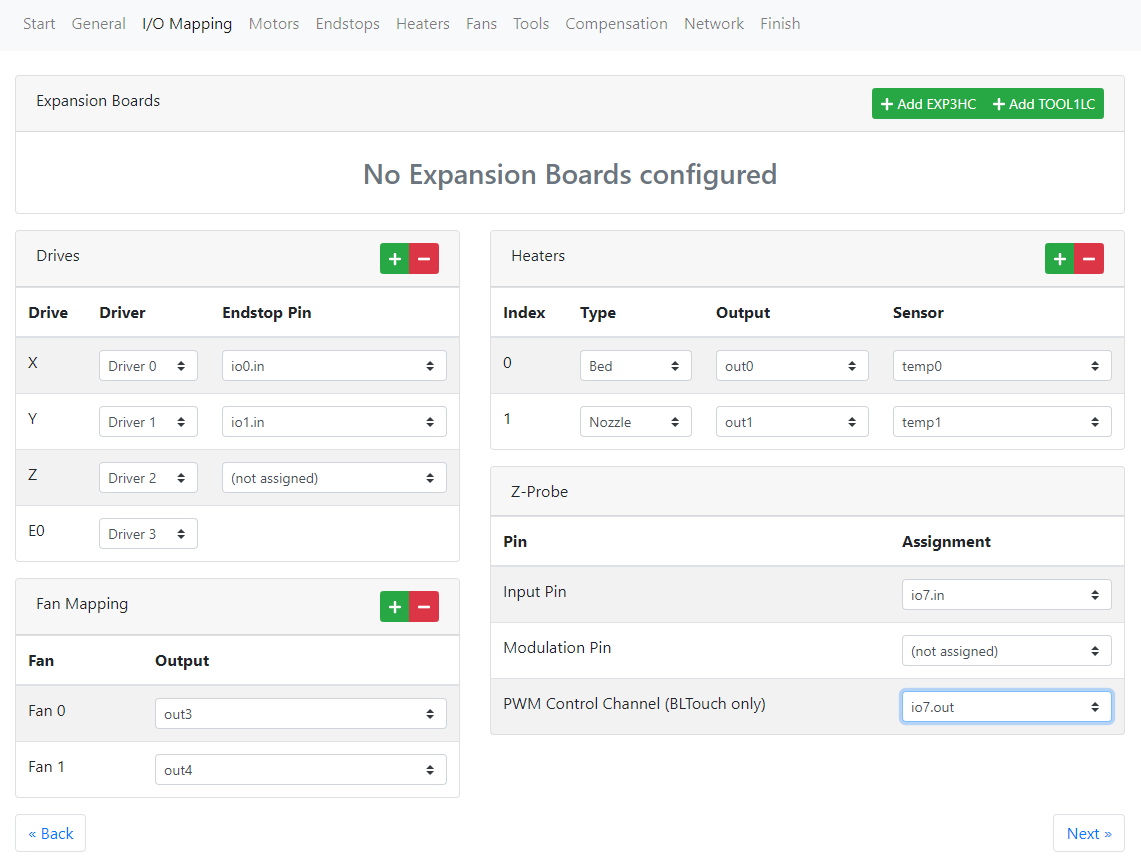 Start General I/O Mapping Motors Endstops Heaters Fans Tools Compensation Network Finish
Expansion Boards
+ Add EXP3HC + Add TOOL1LC
No Expansion Boards configured
Drives
+ −
Drive Driver Endstop Pin
X Driver 0 io0.in
Y Driver 1 io1.in
Z Driver 2 (not assigned)
E0 Driver 3
Fan Mapping
+ −
Fan Output
Fan 0 out3
Fan 1 out4
Heaters
+ −
Index Type Output Sensor
0 Bed out0 temp0
1 Nozzle out1 temp1
Z-Probe
Pin Assignment
Input Pin io7.in
Modulation Pin (not assigned)
PWM Control Channel (BLTouch only) io7.out
« Back
Next »